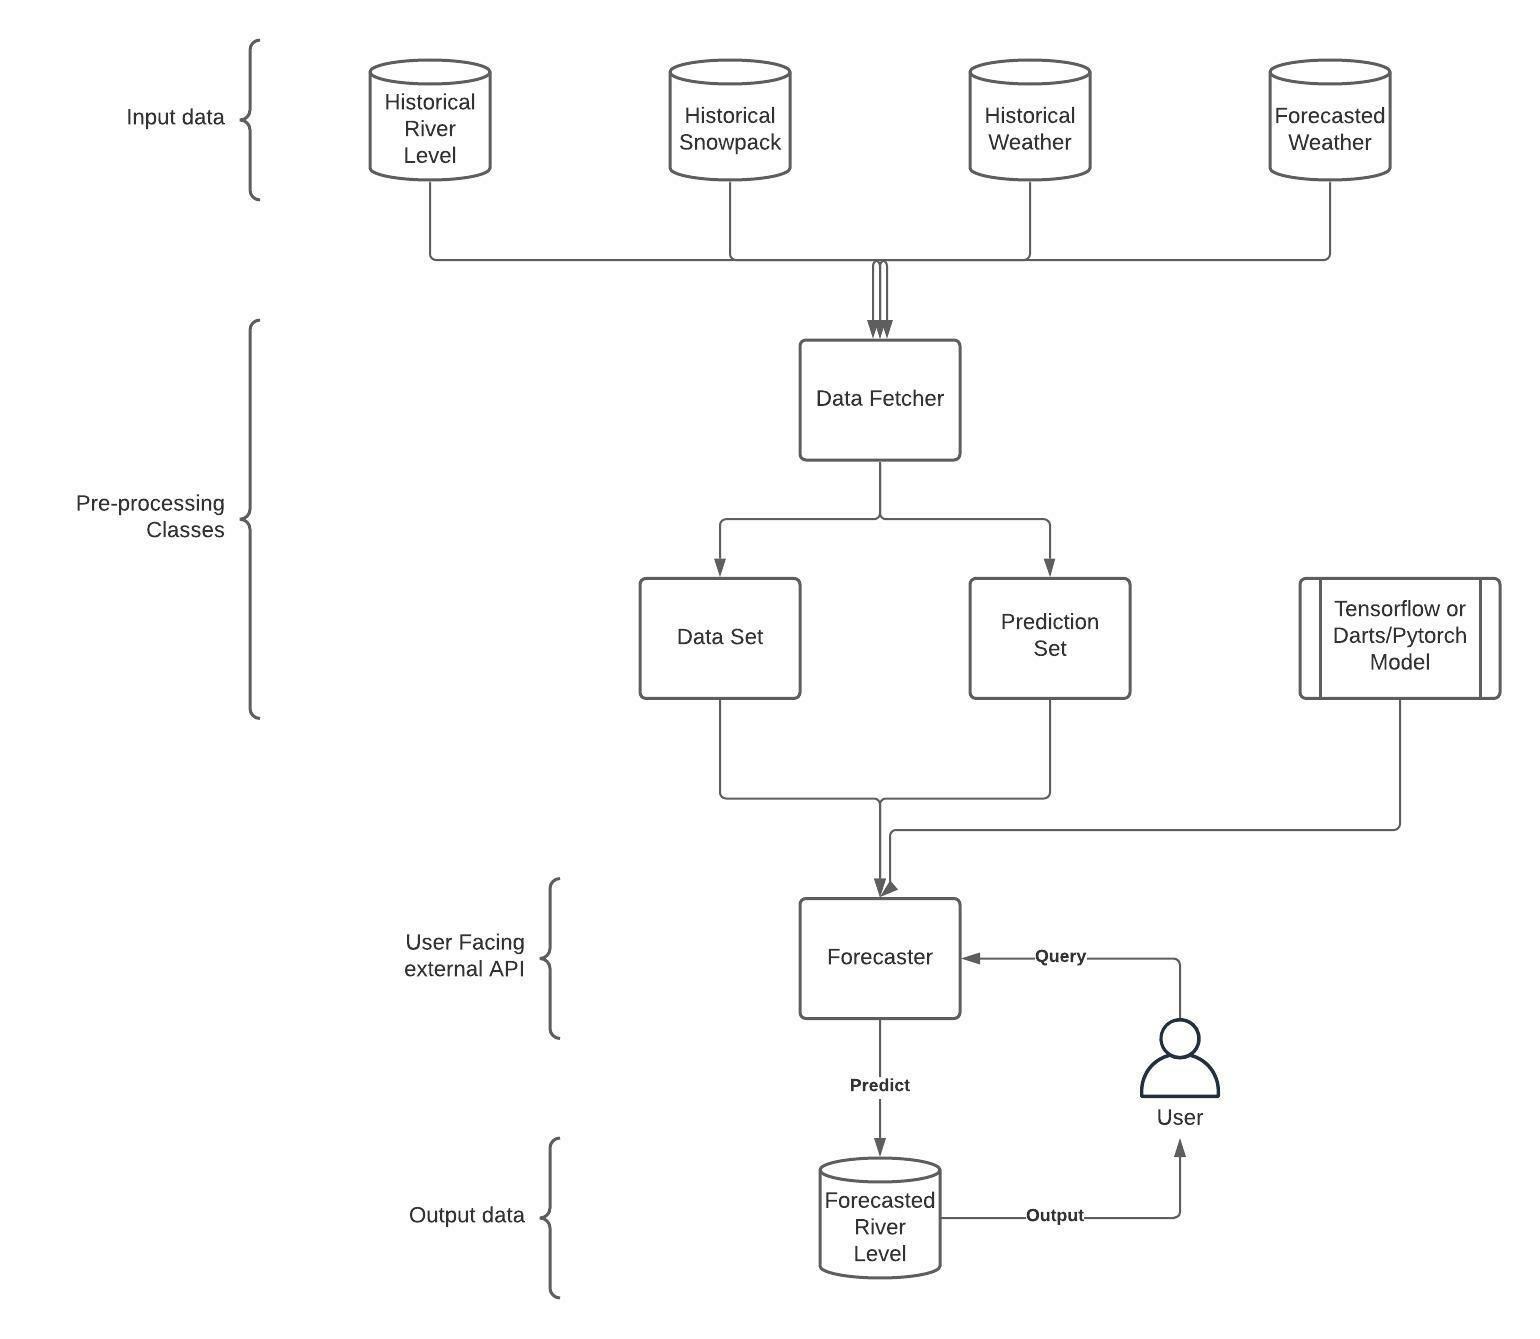 Input data
Historical
River
Level
Historical
Snowpack
Historical
Weather
Forecasted
Weather
Pre-processing
Classes
Data Fetcher
Data Set
Prediction
Set
Tensorflow or
Darts/Pytorch
Model
User Facing
external API
Forecaster
Query
User
Predict
Output data
Forecasted
River
Level
Output